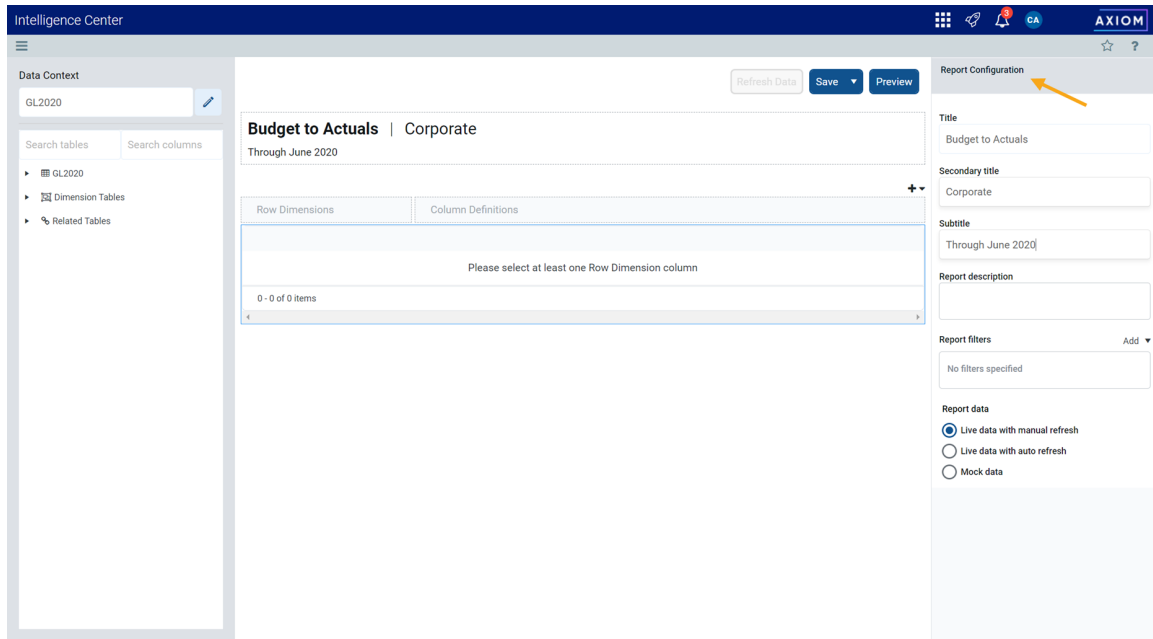 Intelligence Center
3
CA
AXIOM
?
Data Context
GL2020
Search tables Search columns
GL2020
Dimension Tables
Related Tables
Refresh Data Save Preview
Budget to Actuals | Corporate
Through June 2020
Row Dimensions Column Definitions
Please select at least one Row Dimension column
0 - 0 of 0 items
Report Configuration
Title
Budget to Actuals
Secondary title
Corporate
Subtitle
Through June 2020
Report description
Report filters Add
No filters specified
Report data
Live data with manual refresh
Live data with auto refresh
Mock data